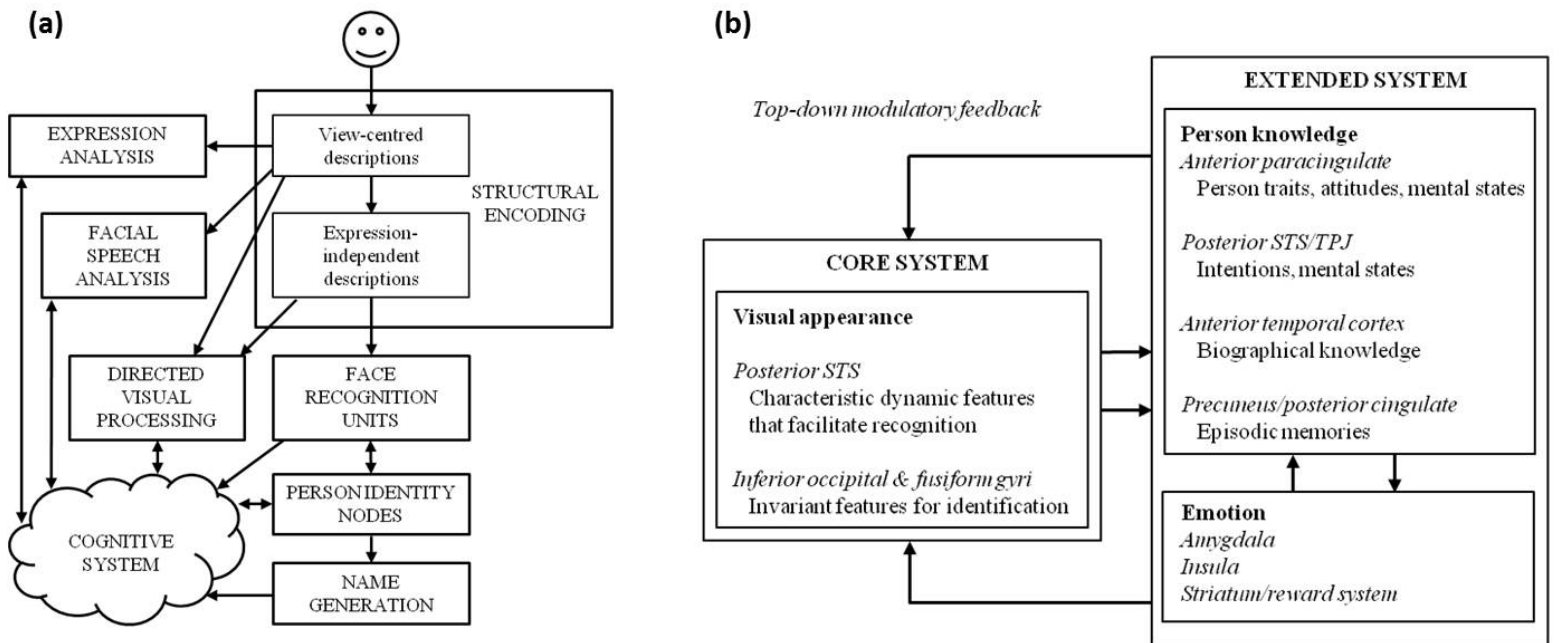 (a)
EXPRESSION
ANALYSIS
View-centred
descriptions
STRUCTURAL
ENCODING
FACIAL
SPEECH
ANALYSIS
Expression-
independent
descriptions
DIRECTED
VISUAL
PROCESSING
FACE
RECOGNITION
UNITS
COGNITIVE
SYSTEM
PERSON IDENTITY
NODES
NAME
GENERATION
(b)
Top-down modulatory feedback
CORE SYSTEM
Visual appearance
Posterior STS
Characteristic dynamic features
that facilitate recognition
Inferior occipital & fusiform gyri
Invariant features for identification
EXTENDED SYSTEM
Person knowledge
Anterior paracingulate
Person traits, attitudes, mental states
Posterior STS/TPJ
Intentions, mental states
Anterior temporal cortex
Biographical knowledge
Precuneus/posterior cingulate
Episodic memories
Emotion
Amygdala
Insula
Striatum/reward system